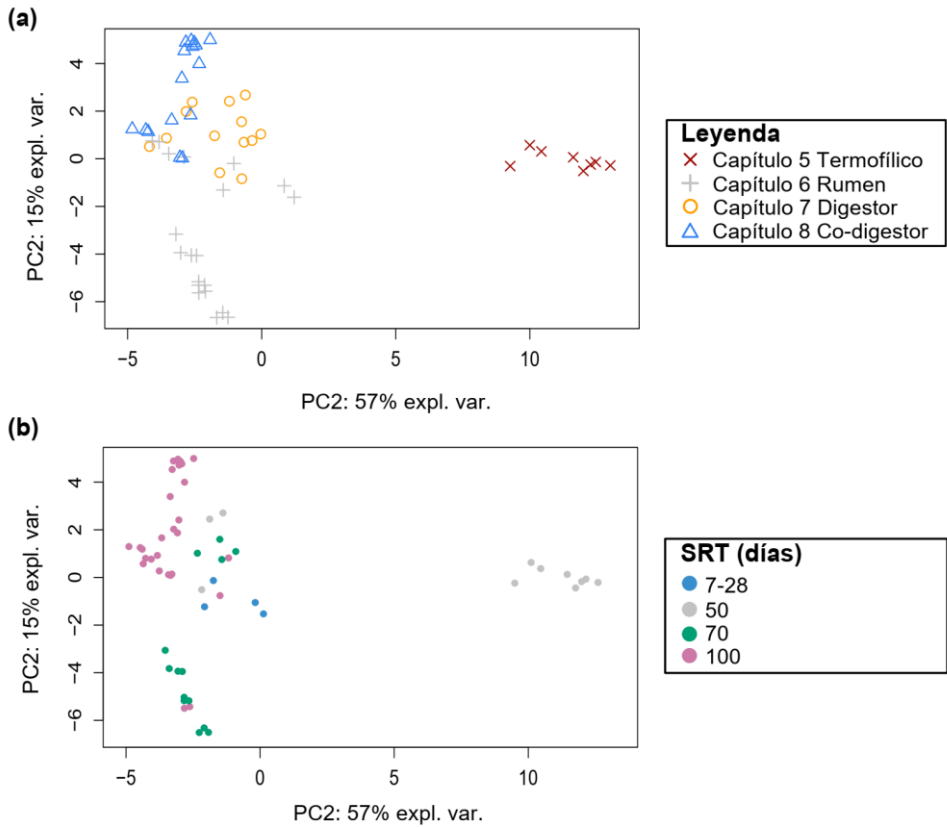 (a)
PC2: 15% expl. var.
4
2
0
−2
−4
−6
−5
0
5
10
PC2: 57% expl. var.
Leyenda
Capítulo 5 Termofílico
Capítulo 6 Rumen
Capítulo 7 Digestor
Capítulo 8 Co-digestor
(b)
PC2: 15% expl. var.
4
2
0
−2
−4
−6
−5
0
5
10
PC2: 57% expl. var.
SRT (días)
7-28
50
70
100